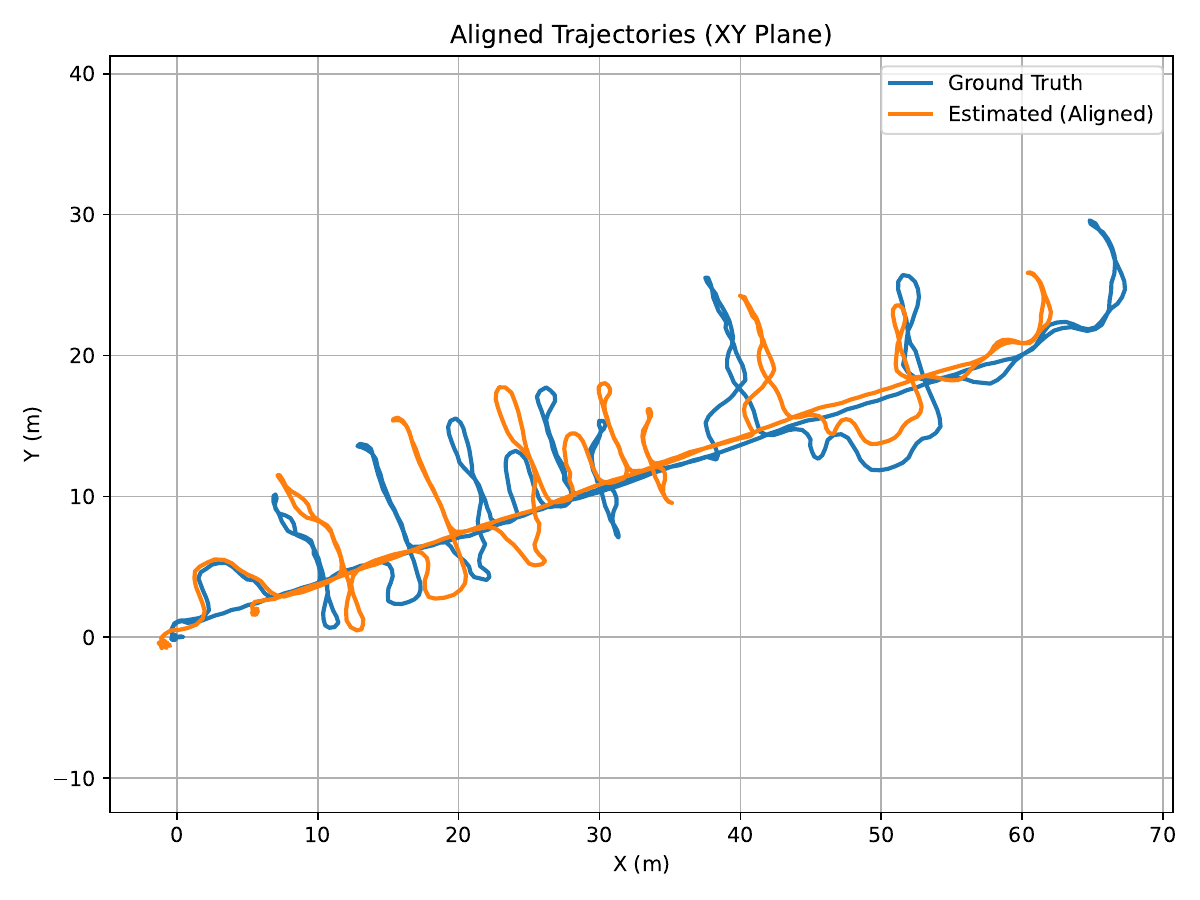 Aligned Trajectories (XY Plane)
Ground Truth
Estimated (Aligned)
40
30
20
10
0
−10
Y (m)
0 10 20 30 40 50 60 70
X (m)